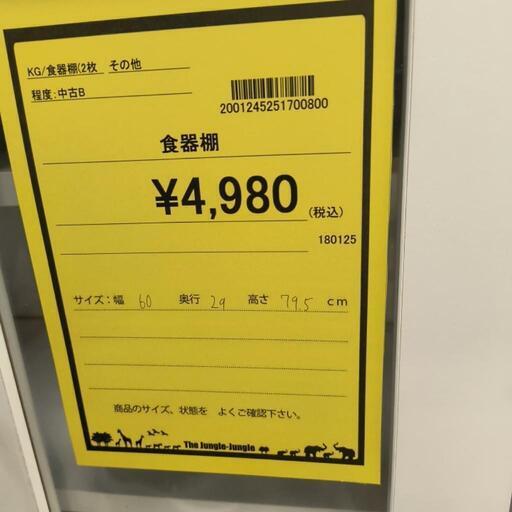 KG/食器棚(2枚 その他
程度:中古B
2001245251700800
食器棚
¥4,980 (税込)
180125
サイズ:幅 60 奥行 29 高さ 79.5 cm
商品のサイズ、状態を よくご確認下さい。
The Jungle-Jungle